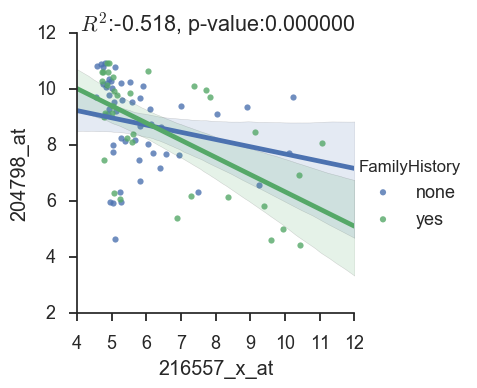 R²:-0.518, p-value:0.000000
12
10
8
6
4
2
204798_at
4 5 6 7 8 9 10 11 12
216557_x_at
FamilyHistory
none
yes